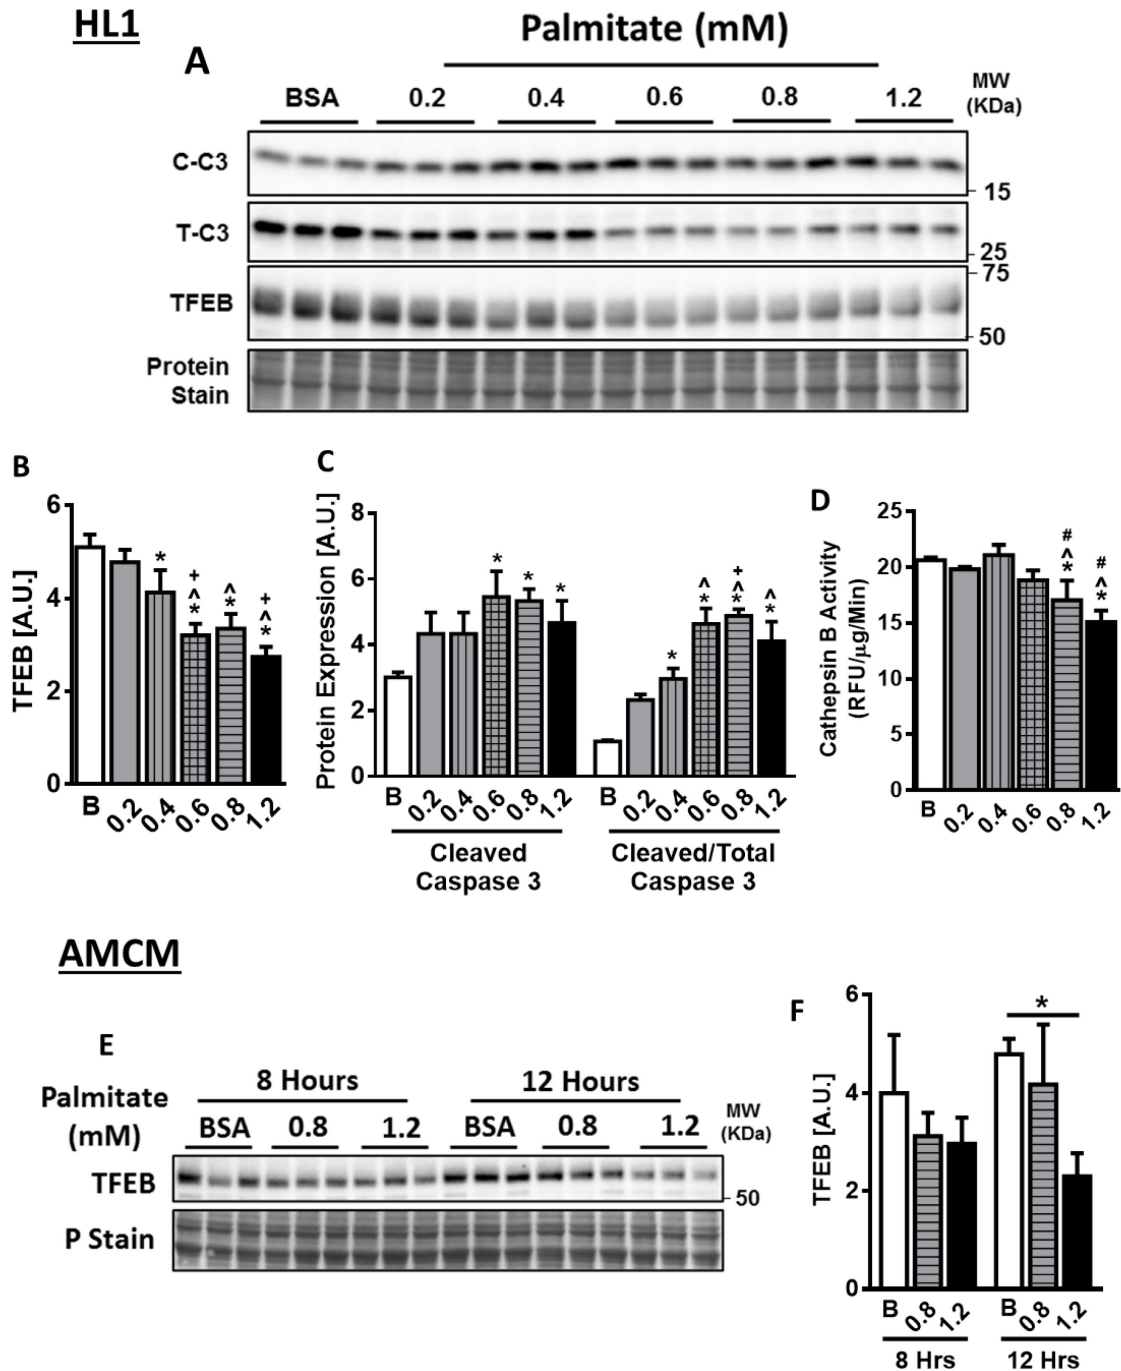 HL1
Palmitate (mM)
A
BSA 0.2 0.4 0.6 0.8 1.2 MW (KDa)
C-C3
15
T-C3
25
75
TFEB
50
Protein Stain
B
TFEB [A.U.]
6
4
2
0
*
+ ^ *
^ *
+ ^ *
B 0.2 0.4 0.6 0.8 1.2
C
Protein Expression [A.U.]
8
6
4
2
0
* * *
*
^ *
+ ^ *
^ *
B 0.2 0.4 0.6 0.8 1.2 B 0.2 0.4 0.6 0.8 1.2
Cleaved Caspase 3
Cleaved/Total Caspase 3
D
Cathepsin B Activity
(RFU/μg/Min)
25
20
15
10
5
0
# ^ *
# ^ *
B 0.2 0.4 0.6 0.8 1.2
AMCM
E
8 Hours 12 Hours
Palmitate (mM)
BSA 0.8 1.2 BSA 0.8 1.2 MW (KDa)
TFEB
50
P Stain
F
TFEB [A.U.]
6
4
2
0
*
B 0.8 1.2 B 0.8 1.2
8 Hrs 12 Hrs